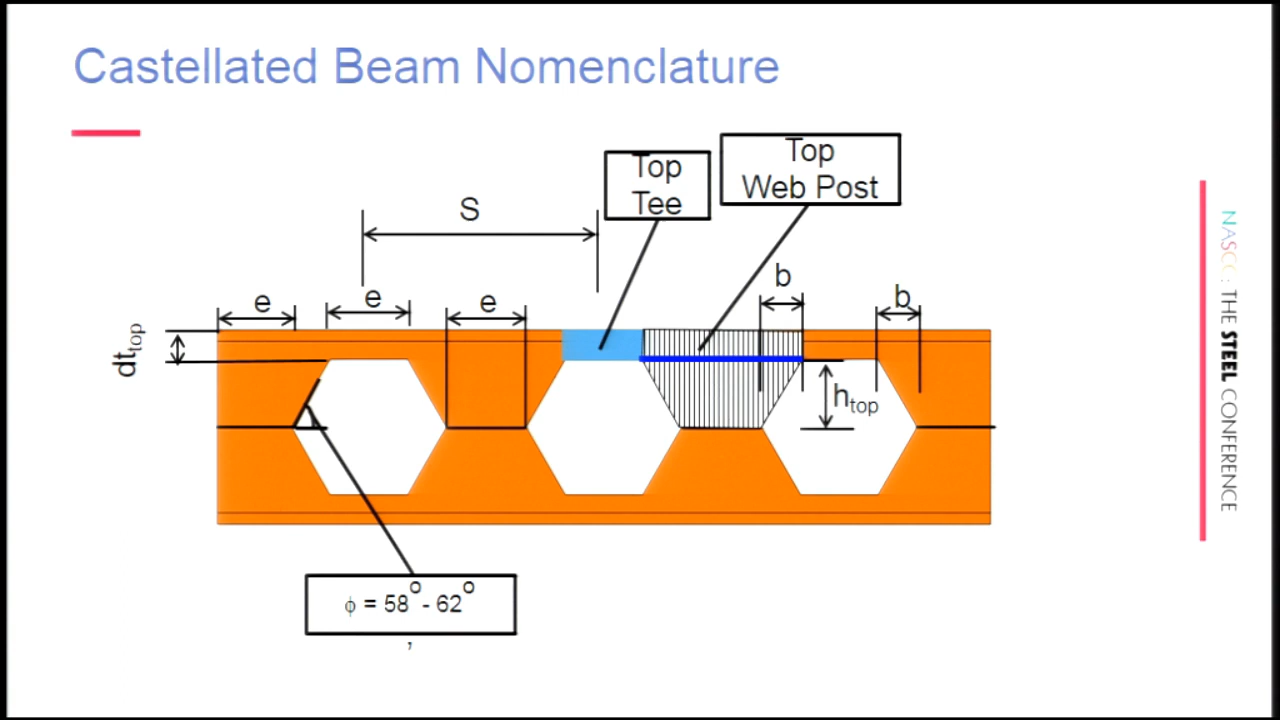 Castellated Beam Nomenclature
Top
Tee
Top
Web Post
S
b
b
e
e
e
dt_top
h_top
ϕ = 58° - 62°
,
NASCC : THE STEEL CONFERENCE